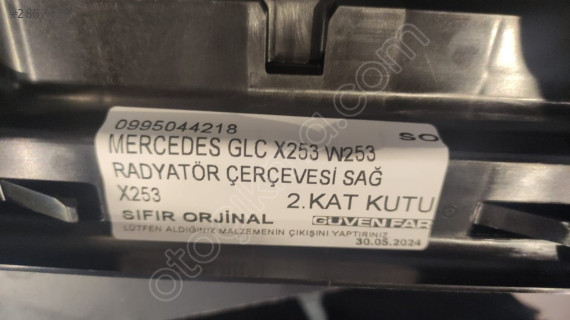 0995044218
SO
MERCEDES GLC X253 W253
RADYATÖR ÇERÇEVESİ SAĞ
X253
2.KAT KUTU
SIFIR ORJİNAL
GÜVEN FAR
LÜTFEN ALDIĞINIZ MALZEMENİN ÇIKIŞINI YAPTIRINIZ
30.05.2024